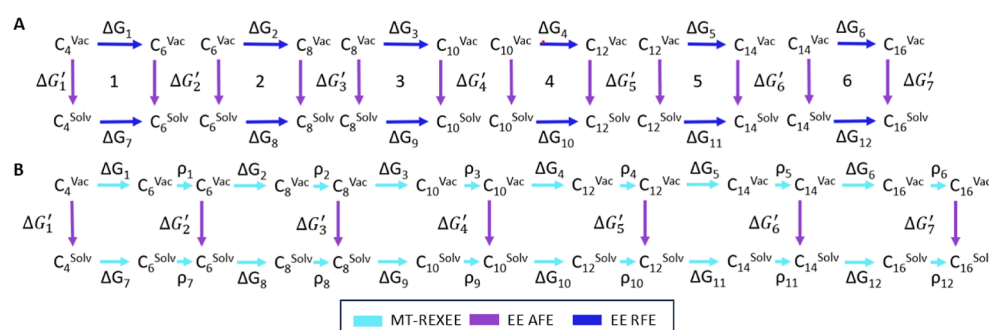 A
ΔG₁ ΔG₂ ΔG₃ ΔG₄ ΔG₅ ΔG₆
C₄ⱽᵃᶜ C₆ⱽᵃᶜ C₆ⱽᵃᶜ C₈ⱽᵃᶜ C₈ⱽᵃᶜ C₁₀ⱽᵃᶜ C₁₀ⱽᵃᶜ C₁₂ⱽᵃᶜ C₁₂ⱽᵃᶜ C₁₄ⱽᵃᶜ C₁₄ⱽᵃᶜ C₁₆ⱽᵃᶜ
ΔG′₁ 1 ΔG′₂ 2 ΔG′₃ 3 ΔG′₄ 4 ΔG′₅ 5 ΔG′₆ 6 ΔG′₇
C₄ˢᵒˡᵛ C₆ˢᵒˡᵛ C₆ˢᵒˡᵛ C₈ˢᵒˡᵛ C₈ˢᵒˡᵛ C₁₀ˢᵒˡᵛ C₁₀ˢᵒˡᵛ C₁₂ˢᵒˡᵛ C₁₂ˢᵒˡᵛ C₁₄ˢᵒˡᵛ C₁₄ˢᵒˡᵛ C₁₆ˢᵒˡᵛ
ΔG₇ ΔG₈ ΔG₉ ΔG₁₀ ΔG₁₁ ΔG₁₂
B
ΔG₁ ρ₁ ΔG₂ ρ₂ ΔG₃ ρ₃ ΔG₄ ρ₄ ΔG₅ ρ₅ ΔG₆ ρ₆
C₄ⱽᵃᶜ C₆ⱽᵃᶜ C₆ⱽᵃᶜ C₈ⱽᵃᶜ C₈ⱽᵃᶜ C₁₀ⱽᵃᶜ C₁₀ⱽᵃᶜ C₁₂ⱽᵃᶜ C₁₂ⱽᵃᶜ C₁₄ⱽᵃᶜ C₁₄ⱽᵃᶜ C₁₆ⱽᵃᶜ C₁₆ⱽᵃᶜ
ΔG′₁ ΔG′₂ ΔG′₃ ΔG′₄ ΔG′₅ ΔG′₆ ΔG′₇
C₄ˢᵒˡᵛ C₆ˢᵒˡᵛ C₆ˢᵒˡᵛ C₈ˢᵒˡᵛ C₈ˢᵒˡᵛ C₁₀ˢᵒˡᵛ C₁₀ˢᵒˡᵛ C₁₂ˢᵒˡᵛ C₁₂ˢᵒˡᵛ C₁₄ˢᵒˡᵛ C₁₄ˢᵒˡᵛ C₁₆ˢᵒˡᵛ C₁₆ˢᵒˡᵛ
ΔG₇ ρ₇ ΔG₈ ρ₈ ΔG₉ ρ₉ ΔG₁₀ ρ₁₀ ΔG₁₁ ρ₁₁ ΔG₁₂ ρ₁₂
MT-REXEE EE AFE EE RFE